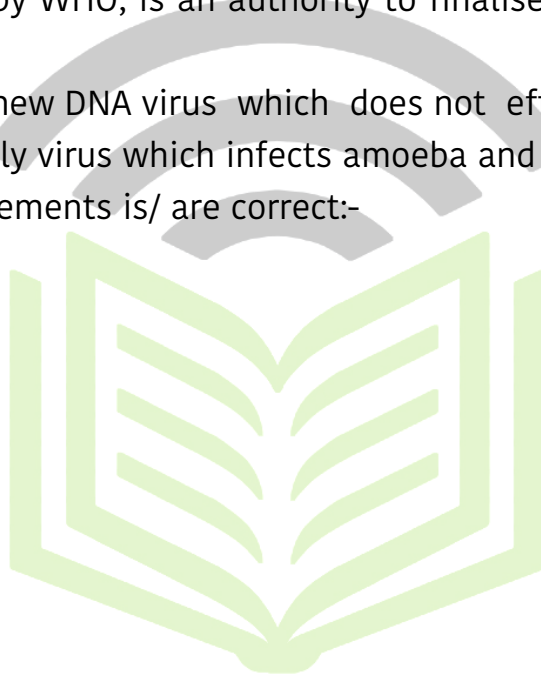 by WHO, is an authority to finalise
new DNA virus which does not ef
ly virus which infects amoeba and
ements is/ are correct:-